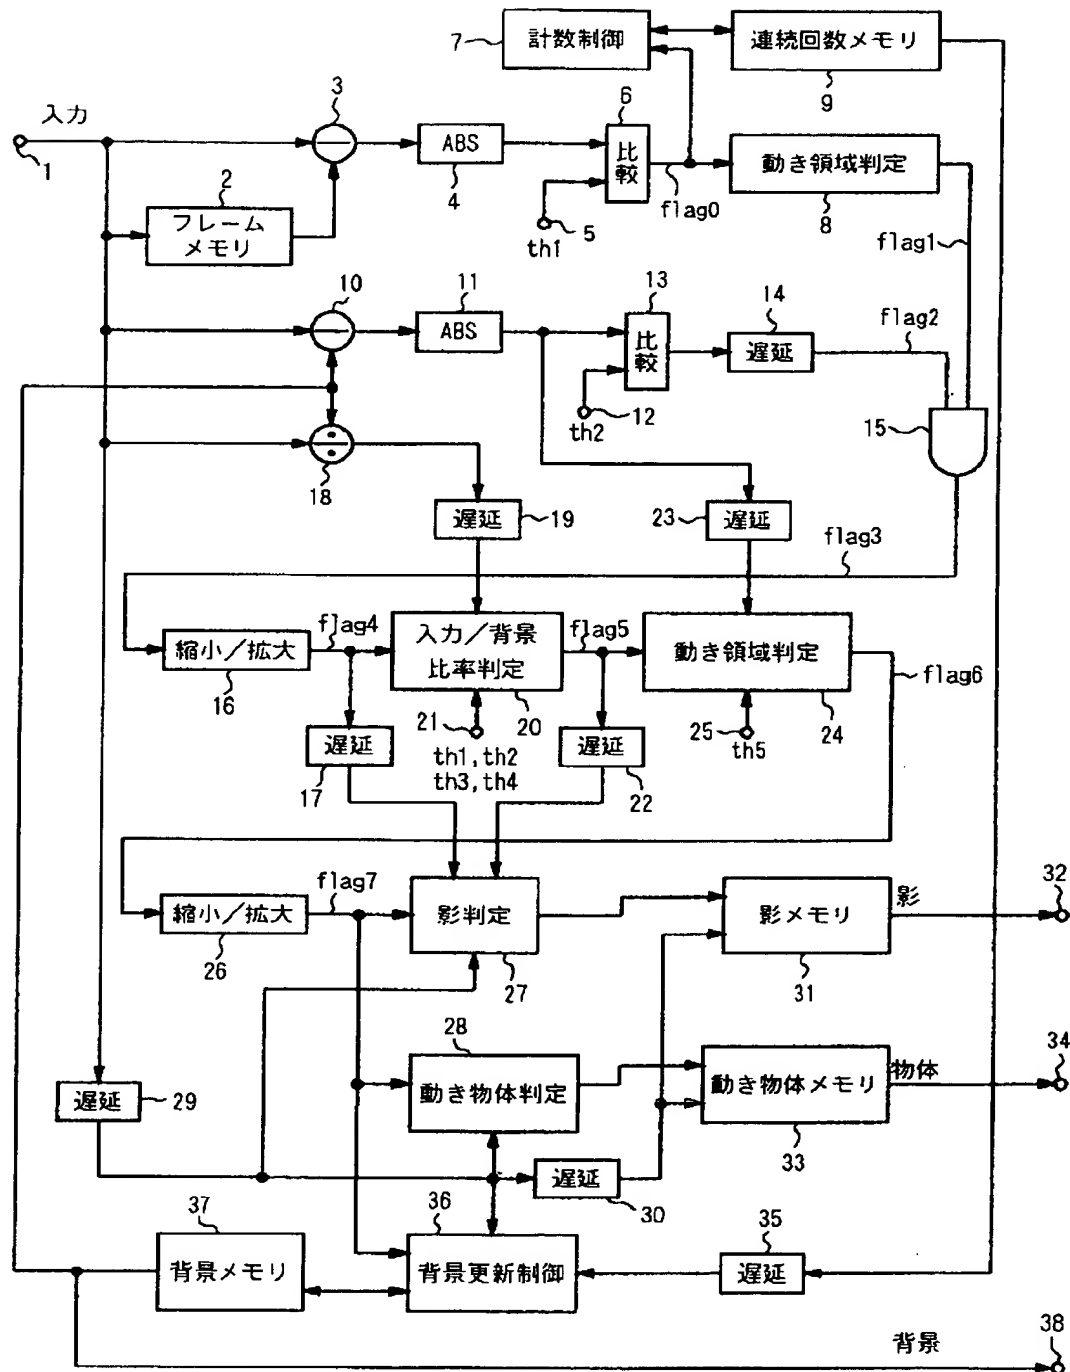 7
計数制御
連続回数メモリ
9
入力
1
3
ABS
4
6
比較
th1
5
flag0
動き領域判定
8
flag1
2
フレーム
メモリ
10
11
ABS
13
比較
th2
12
14
遅延
flag2
15
18
遅延
19
23
遅延
flag3
縮小/拡大
16
flag4
入力/背景
比率判定
20
flag5
動き領域判定
24
flag6
遅延
17
21
th1, th2
th3, th4
遅延
22
25
th5
縮小/拡大
26
flag7
影判定
27
影メモリ
31
影
32
28
動き物体判定
動き物体メモリ
33
物体
34
遅延
29
遅延
30
37
背景メモリ
36
背景更新制御
35
遅延
背景
38